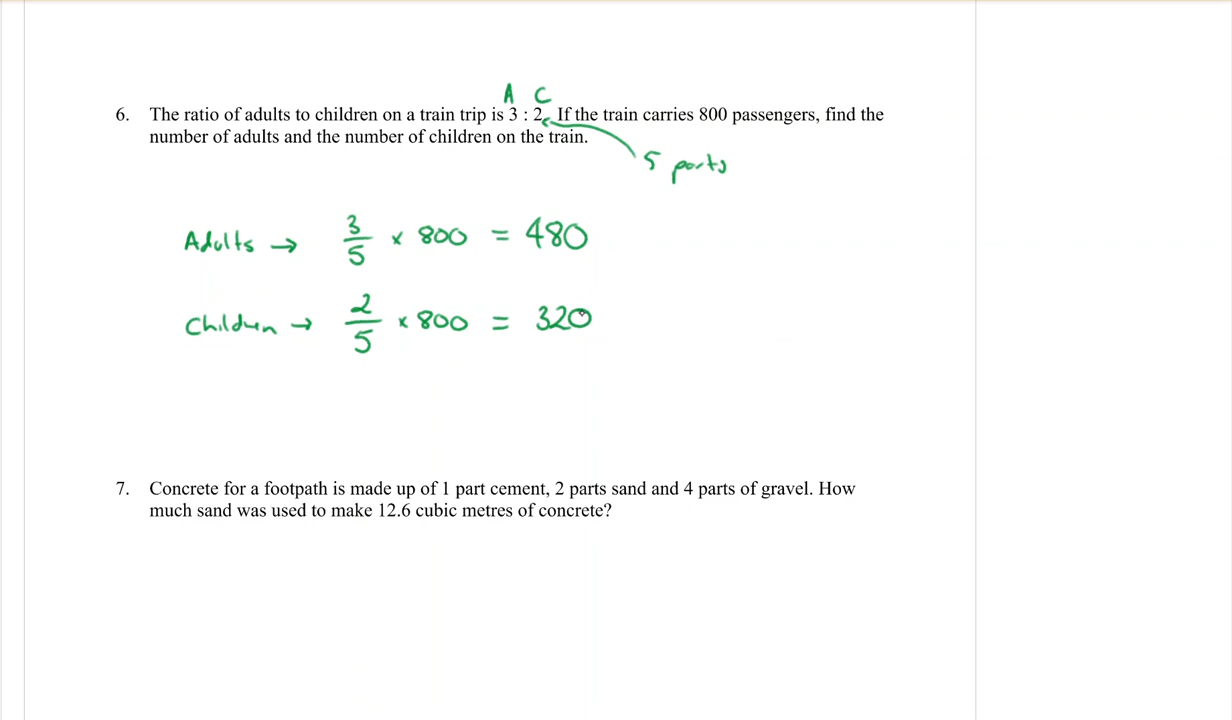 A C
6. The ratio of adults to children on a train trip is 3 : 2. If the train carries 800 passengers, find the
number of adults and the number of children on the train.
5 parts
Adults → 3/5 × 800 = 480
Children → 2/5 × 800 = 320
7. Concrete for a footpath is made up of 1 part cement, 2 parts sand and 4 parts of gravel. How
much sand was used to make 12.6 cubic metres of concrete?